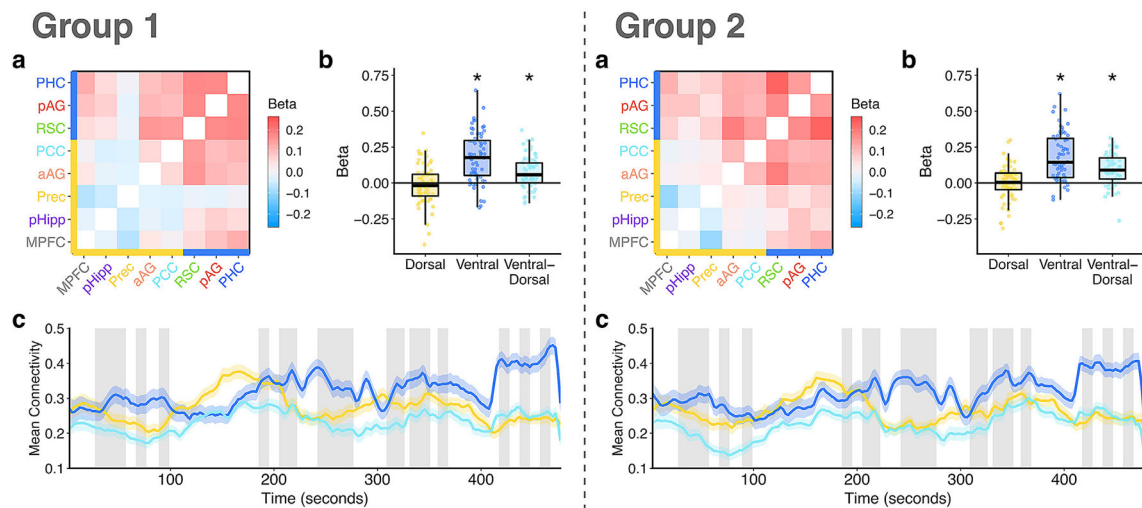 Group 1
a
PHC
pAG
RSC
PCC
aAG
Prec
pHipp
MPFC
MPFC
pHipp
Prec
aAG
PCC
RSC
pAG
PHC
Beta
0.2
0.1
0.0
−0.1
−0.2
b
Beta
0.75
0.50
0.25
0.00
−0.25
* *
Dorsal Ventral Ventral−
Dorsal
c
Mean Connectivity
0.5
0.4
0.3
0.2
0.1
100 200 300 400
Time (seconds)
Group 2
a
PHC
pAG
RSC
PCC
aAG
Prec
pHipp
MPFC
MPFC
pHipp
Prec
aAG
PCC
RSC
pAG
PHC
Beta
0.2
0.1
0.0
−0.1
−0.2
b
Beta
0.75
0.50
0.25
0.00
−0.25
* *
Dorsal Ventral Ventral−
Dorsal
c
Mean Connectivity
0.5
0.4
0.3
0.2
0.1
100 200 300 400
Time (seconds)